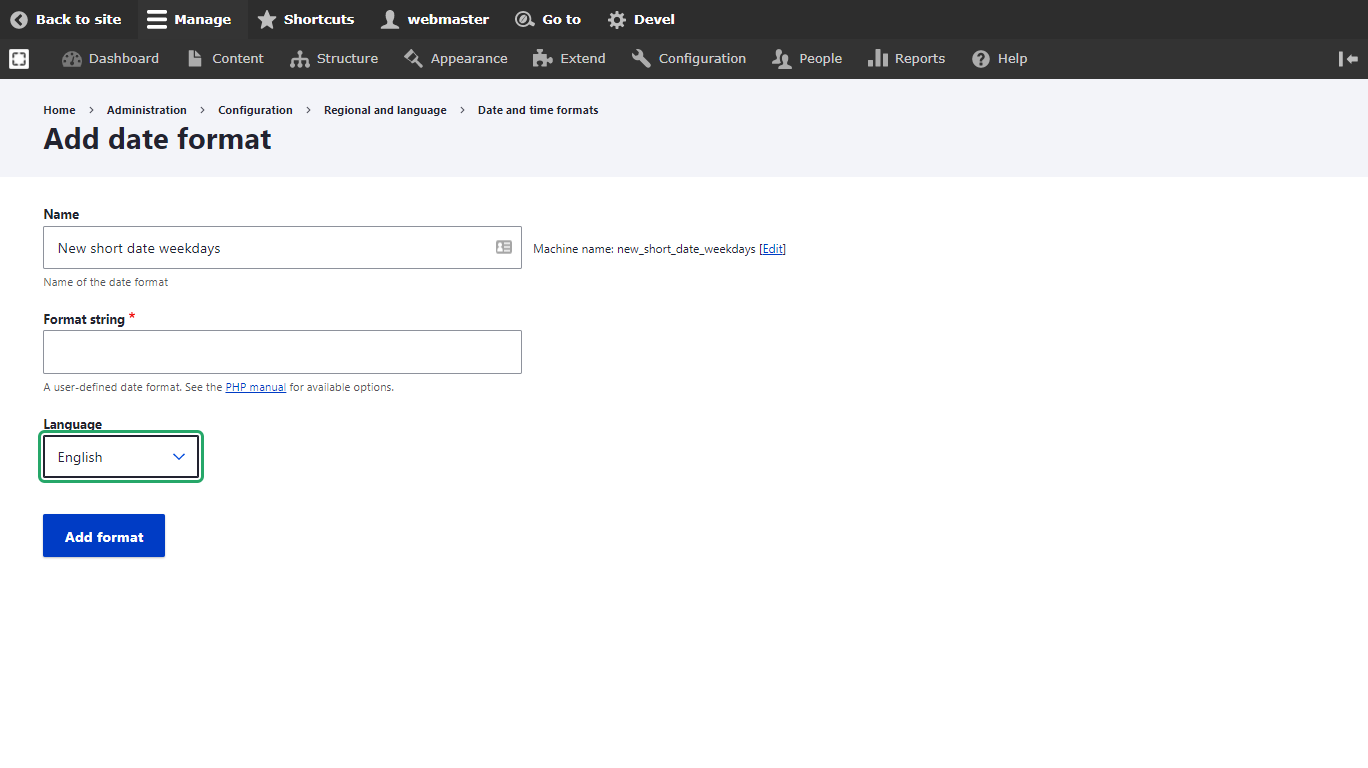 Back to site Manage Shortcuts webmaster Go to Devel
Dashboard Content Structure Appearance Extend Configuration People Reports Help
Home Administration Configuration Regional and language Date and time formats
Add date format
Name
New short date weekdays
Machine name: new_short_date_weekdays [Edit]
Name of the date format
Format string *
A user-defined date format. See the PHP manual for available options.
Language
English
Add format